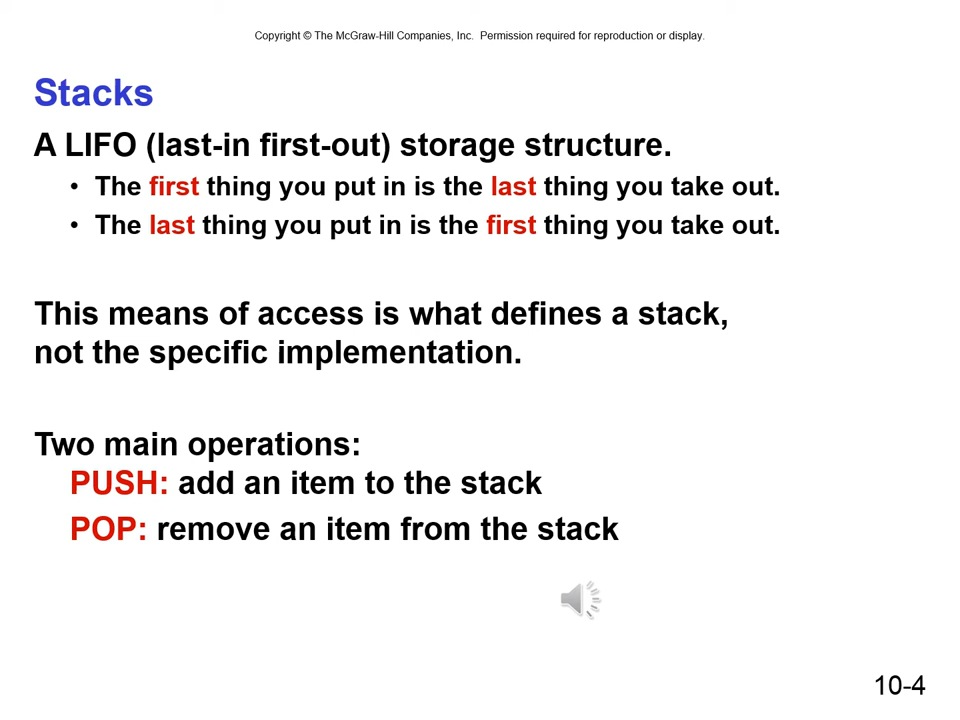 Copyright © The McGraw-Hill Companies, Inc.  Permission required for reproduction or display.
Stacks
A LIFO (last-in first-out) storage structure.
• The first thing you put in is the last thing you take out.
• The last thing you put in is the first thing you take out.
This means of access is what defines a stack,
not the specific implementation.
Two main operations:
PUSH: add an item to the stack
POP: remove an item from the stack
10-4